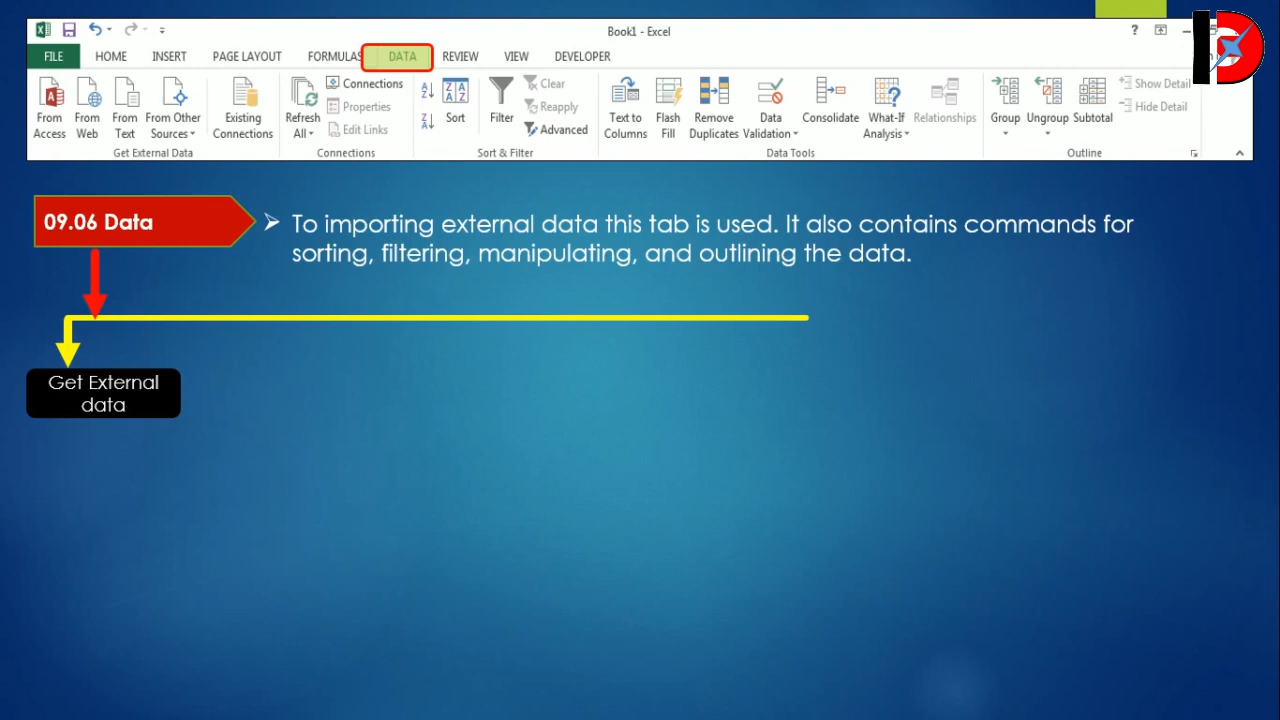 Book1 - Excel
?
FILE HOME INSERT PAGE LAYOUT FORMULAS DATA REVIEW VIEW DEVELOPER
From Access
From Web
From Text
From Other Sources
Existing Connections
Get External Data
Refresh All
Connections
Properties
Edit Links
Connections
Sort
Filter
Clear
Reapply
Advanced
Sort & Filter
Text to Columns
Flash Fill
Remove Duplicates
Data Validation
Consolidate
What-If Analysis
Relationships
Data Tools
Group
Ungroup
Subtotal
Show Detail
Hide Detail
Outline
09.06 Data
To importing external data this tab is used. It also contains commands for
sorting, filtering, manipulating, and outlining the data.
Get External
data